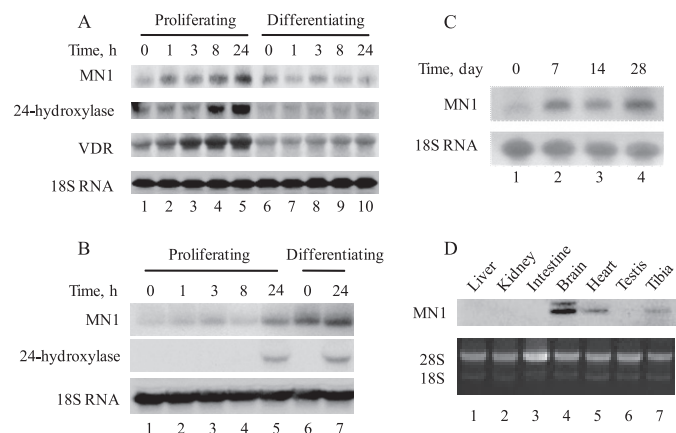 A
Proliferating Differentiating
Time, h 0 1 3 8 24 0 1 3 8 24
MN1
24-hydroxylase
VDR
18S RNA
1 2 3 4 5 6 7 8 9 10
B
Proliferating Differentiating
Time, h 0 1 3 8 24 0 24
MN1
24-hydroxylase
18S RNA
1 2 3 4 5 6 7
C
Time, day 0 7 14 28
MN1
18S RNA
1 2 3 4
D
Liver Kidney Intestine Brain Heart Testis Tibia
MN1
28S
18S
1 2 3 4 5 6 7